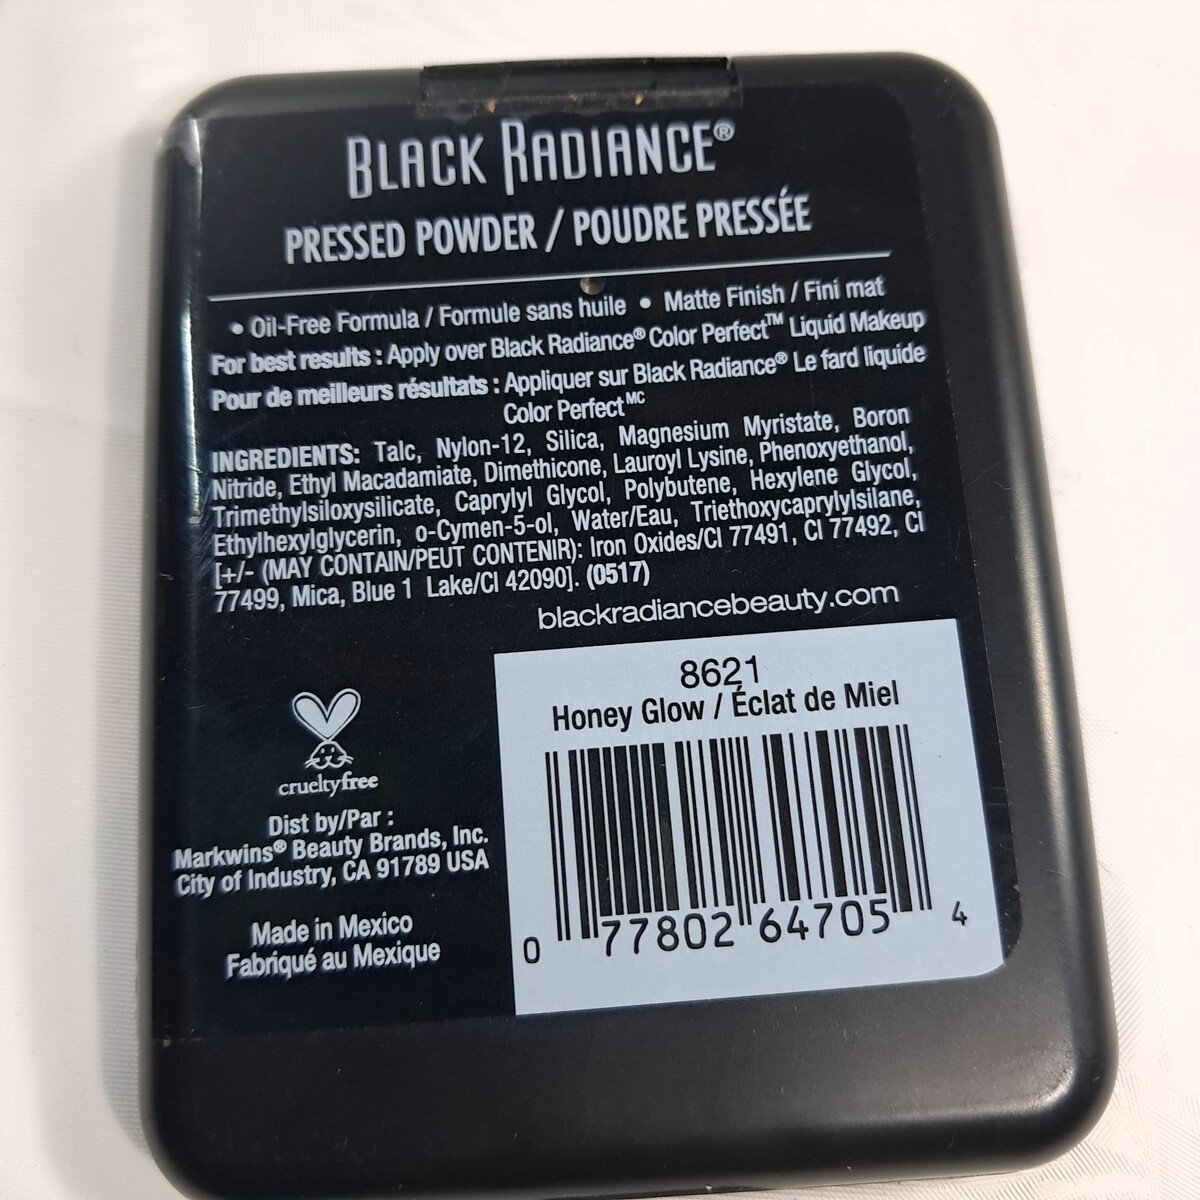 BLACK RADIANCE®
PRESSED POWDER / POUDRE PRESSÉE
• Oil-Free Formula / Formule sans huile • Matte Finish / Fini mat
For best results : Apply over Black Radiance® Color Perfect™ Liquid Makeup
Pour de meilleurs résultats : Appliquer sur Black Radiance® Le fard liquide
Color Perfect MC
INGREDIENTS: Talc, Nylon-12, Silica, Magnesium Myristate, Boron
Nitride, Ethyl Macadamiate, Dimethicone, Lauroyl Lysine, Phenoxyethanol,
Trimethylsiloxysilicate, Caprylyl Glycol, Polybutene, Hexylene Glycol,
Ethylhexylglycerin, o-Cymen-5-ol, Water/Eau, Triethoxycaprylylsilane,
[+/- (MAY CONTAIN/PEUT CONTENIR): Iron Oxides/CI 77491, CI 77492, CI
77499, Mica, Blue 1 Lake/CI 42090]. (0517)
blackradiancebeauty.com
8621
Honey Glow / Éclat de Miel
0 77802 64705 4
crueltyfree
Dist by/Par :
Markwins® Beauty Brands, Inc.
City of Industry, CA 91789 USA
Made in Mexico
Fabriqué au Mexique